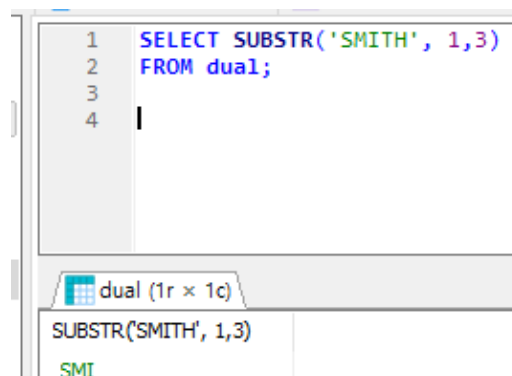 1 SELECT SUBSTR('SMITH', 1,3)
2 FROM dual;
3
4
dual (1r × 1c)
SUBSTR('SMITH', 1,3)
SMI